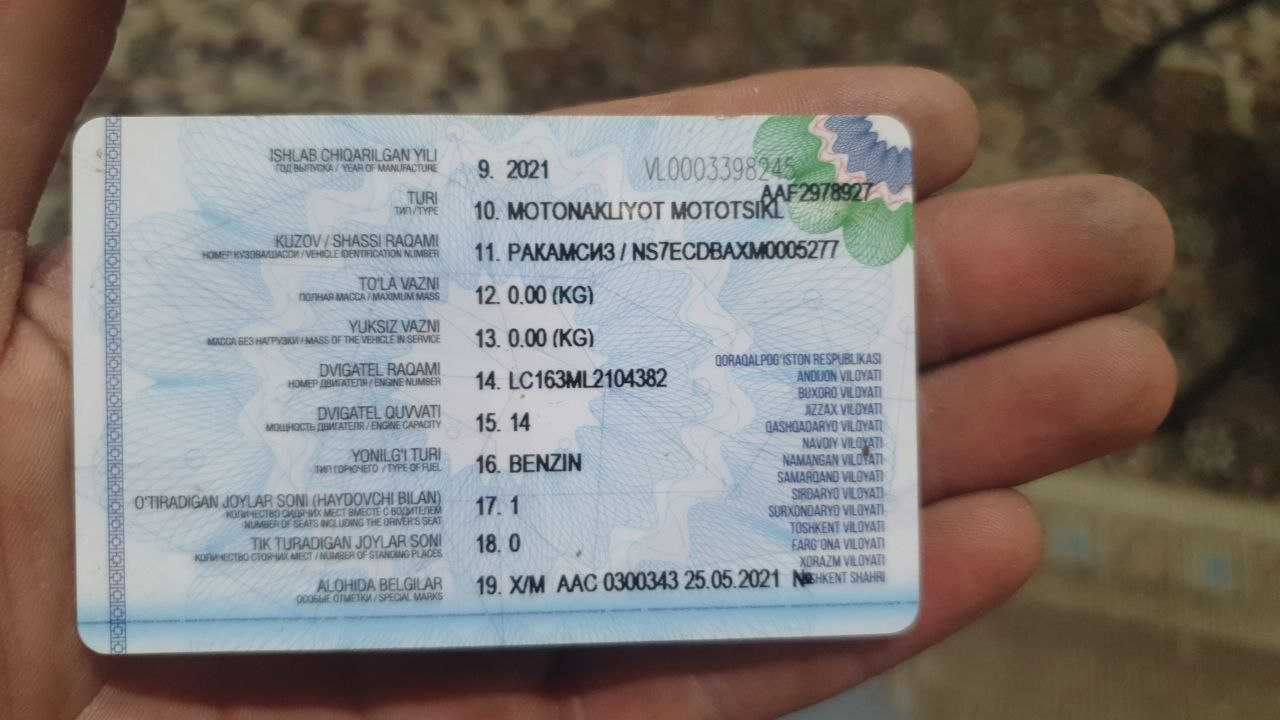 ISHLAB CHIQARILGAN YILI
ГОД ВЫПУСКА / YEAR OF MANUFACTURE
9. 2021
VL0003398245
AAF2978927
TURI
ТИП / TYPE
10. MOTONAKLIYOT MOTOTSIKL
KUZOV / SHASSI RAQAMI
НОМЕР КУЗОВА/ШАССИ / VEHICLE IDENTIFICATION NUMBER
11. РАКАМСИЗ / NS7ECDBAXM0005277
TO'LA VAZNI
ПОЛНАЯ МАССА / MAXIMUM MASS
12. 0.00 (KG)
YUKSIZ VAZNI
МАССА БЕЗ НАГРУЗКИ / MASS OF THE VEHICLE IN SERVICE
13. 0.00 (KG)
DVIGATEL RAQAMI
НОМЕР ДВИГАТЕЛЯ / ENGINE NUMBER
14. LC163ML2104382
DVIGATEL QUVVATI
МОЩНОСТЬ ДВИГАТЕЛЯ / ENGINE CAPACITY
15. 14
YONILG'I TURI
ТИП ГОРЮЧЕГО / TYPE OF FUEL
16. BENZIN
O'TIRADIGAN JOYLAR SONI (HAYDOVCHI BILAN)
КОЛИЧЕСТВО СИДЯЧИХ МЕСТ ВМЕСТЕ С ВОДИТЕЛЕМ
NUMBER OF SEATS INCLUDING THE DRIVER'S SEAT
17. 1
TIK TURADIGAN JOYLAR SONI
КОЛИЧЕСТВО СТОЯЧИХ МЕСТ / NUMBER OF STANDING PLACES
18. 0
ALOHIDA BELGILAR
ОСОБЫЕ ОТМЕТКИ / SPECIAL MARKS
19. X/M AAC 0300343 25.05.2021 №
QORAQALPOG'ISTON RESPUBLIKASI
ANDIJON VILOYATI
BUXORO VILOYATI
JIZZAX VILOYATI
QASHQADARYO VILOYATI
NAVOIY VILOYATI
NAMANGAN VILOYATI
SAMARQAND VILOYATI
SIRDARYO VILOYATI
SURXONDARYO VILOYATI
TOSHKENT VILOYATI
FARG'ONA VILOYATI
XORAZM VILOYATI
SHAHRI